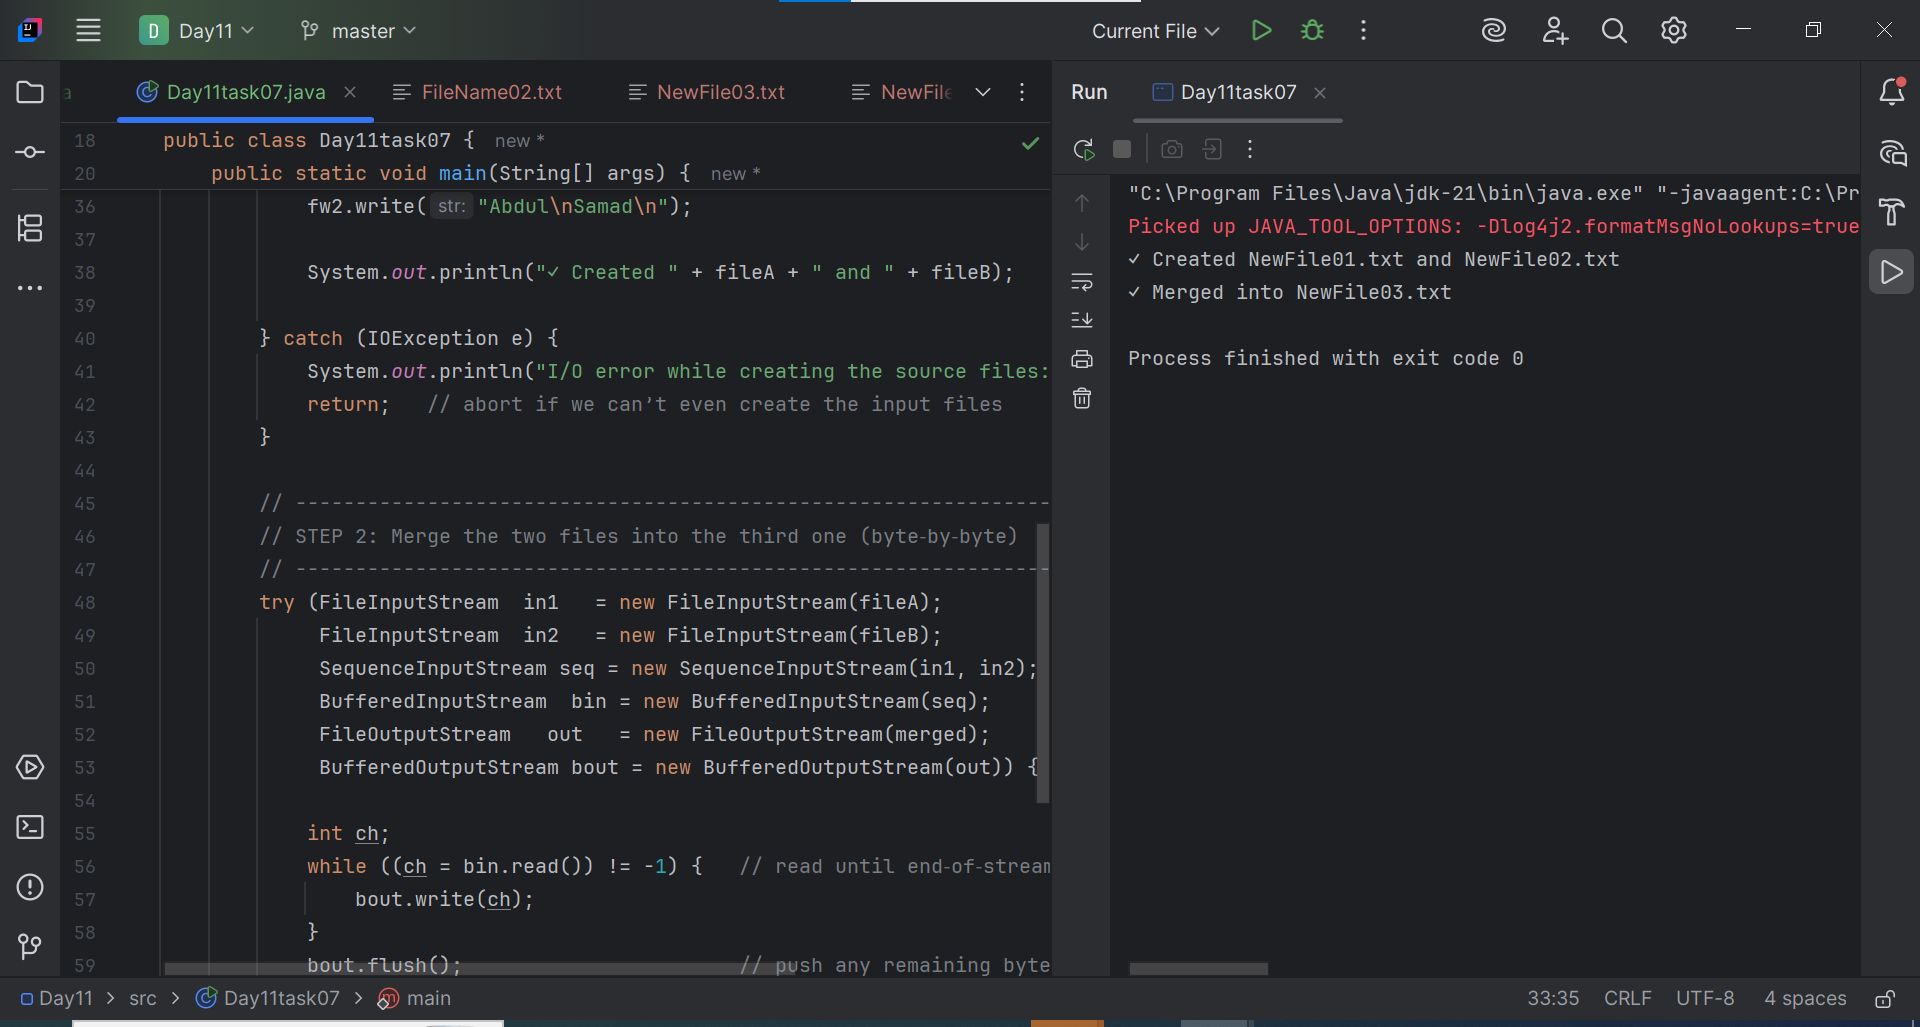 D Day11 master Current File
Day11task07.java FileName02.txt NewFile03.txt NewFile
Run Day11task07
18 public class Day11task07 { new *
20 public static void main(String[] args) { new *
36 fw2.write( str: "Abdul\nSamad\n");
37
38 System.out.println("✓ Created " + fileA + " and " + fileB);
39
40 } catch (IOException e) {
41 System.out.println("I/O error while creating the source files:
42 return; // abort if we can’t even create the input files
43 }
44
45 // ---------------------------------------------------------------
46 // STEP 2: Merge the two files into the third one (byte‑by‑byte)
47 // ---------------------------------------------------------------
48 try (FileInputStream in1 = new FileInputStream(fileA);
49 FileInputStream in2 = new FileInputStream(fileB);
50 SequenceInputStream seq = new SequenceInputStream(in1, in2);
51 BufferedInputStream bin = new BufferedInputStream(seq);
52 FileOutputStream out = new FileOutputStream(merged);
53 BufferedOutputStream bout = new BufferedOutputStream(out)) {
54
55 int ch;
56 while ((ch = bin.read()) != -1) { // read until end‑of‑stream
57 bout.write(ch);
58 }
59 bout.flush(); // push any remaining byte
"C:\Program Files\Java\jdk-21\bin\java.exe" "-javaagent:C:\Pr
Picked up JAVA_TOOL_OPTIONS: -Dlog4j2.formatMsgNoLookups=true
✓ Created NewFile01.txt and NewFile02.txt
✓ Merged into NewFile03.txt
Process finished with exit code 0
Day11 > src > Day11task07 > main
33:35 CRLF UTF-8 4 spaces